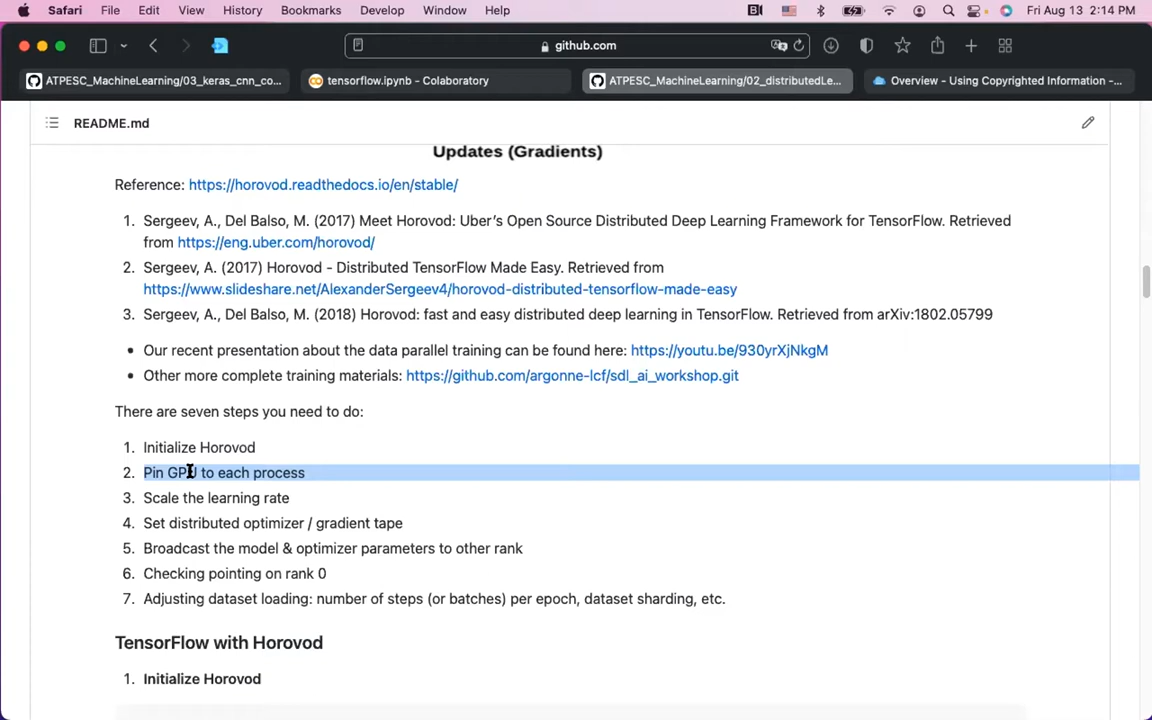 Safari File Edit View History Bookmarks Develop Window Help Fri Aug 13 2:14 PM
github.com
ATPESC_MachineLearning/03_keras_cnn_co... tensorflow.ipynb - Colaboratory ATPESC_MachineLearning/02_distributedLe... Overview - Using Copyrighted Information -...
README.md
Updates (Gradients)
Reference: https://horovod.readthedocs.io/en/stable/
1. Sergeev, A., Del Balso, M. (2017) Meet Horovod: Uber’s Open Source Distributed Deep Learning Framework for TensorFlow. Retrieved
from https://eng.uber.com/horovod/
2. Sergeev, A. (2017) Horovod - Distributed TensorFlow Made Easy. Retrieved from
https://www.slideshare.net/AlexanderSergeev4/horovod-distributed-tensorflow-made-easy
3. Sergeev, A., Del Balso, M. (2018) Horovod: fast and easy distributed deep learning in TensorFlow. Retrieved from arXiv:1802.05799
• Our recent presentation about the data parallel training can be found here: https://youtu.be/930yrXjNkgM
• Other more complete training materials: https://github.com/argonne-lcf/sdl_ai_workshop.git
There are seven steps you need to do:
1. Initialize Horovod
2. Pin GPU to each process
3. Scale the learning rate
4. Set distributed optimizer / gradient tape
5. Broadcast the model & optimizer parameters to other rank
6. Checking pointing on rank 0
7. Adjusting dataset loading: number of steps (or batches) per epoch, dataset sharding, etc.
TensorFlow with Horovod
1. Initialize Horovod